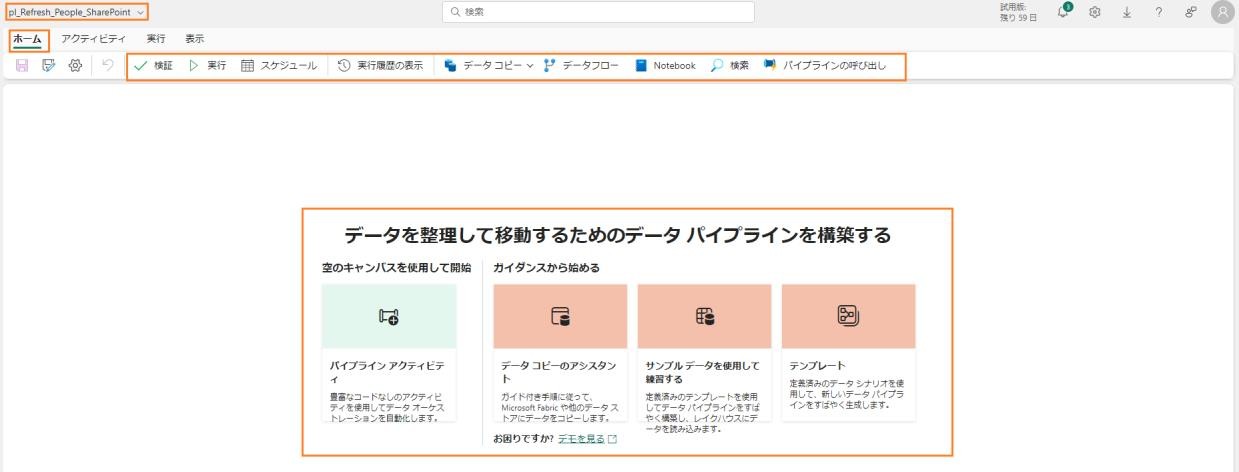 pl_Refresh_People_SharePoint
検索
試用版:
残り 59 日
3
ホーム アクティビティ 実行 表示
検証 実行 スケジュール 実行履歴の表示 データ コピー データフロー Notebook 検索 パイプラインの呼び出し
データを整理して移動するためのデータ パイプラインを構築する
空のキャンバスを使用して開始
パイプライン アクティビテ
ィ
豊富なコードなしのアクティビ
ティを使用してデータ オーケス
トレーションを自動化します。
ガイダンスから始める
データ コピーのアシスタン
ト
ガイド付き手順に従って、
Microsoft Fabric や他のデータ ス
トアにデータをコピーします。
サンプル データを使用して
練習する
定義済みのテンプレートを使用
してデータ パイプラインをすば
やく構築し、レイクハウスにデ
ータを読み込みます。
テンプレート
定義済みのデータ シナリオを使
用して、新しいデータ パイプラ
インをすばやく生成します。
お困りですか? デモを見る